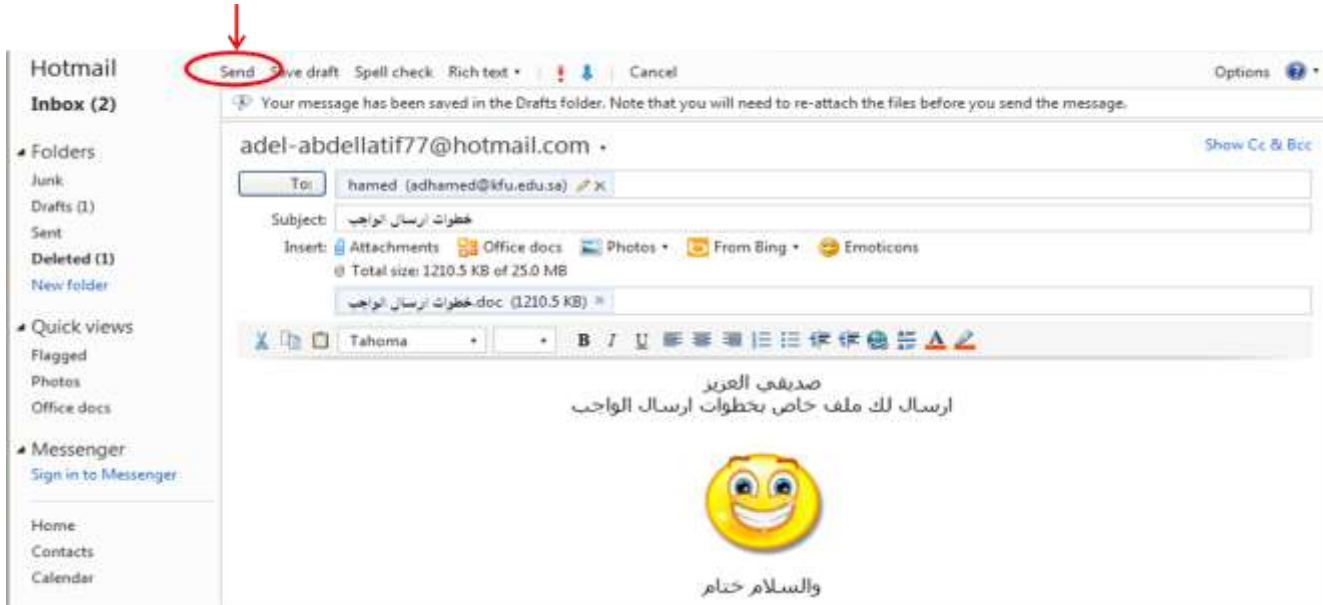 Hotmail
Inbox (2)
Folders
Junk
Drafts (1)
Sent
Deleted (1)
New folder
Quick views
Flagged
Photos
Office docs
Messenger
Sign in to Messenger
Home
Contacts
Calendar
Send Save draft Spell check Rich text Cancel Options
Your message has been saved in the Drafts folder. Note that you will need to re-attach the files before you send the message.
adel-abdellatif77@hotmail.com Show Cc & Bcc
To: hamed (adhamed@kfu.edu.sa)
Subject: خطوات ارسال الواجب
Insert: Attachments Office docs Photos From Bing Emoticons
Total size: 1210.5 KB of 25.0 MB
خطوات ارسال الواجب.doc (1210.5 KB)
Tahoma B I U A
صديقي العزيز
ارسال لك ملف خاص بخطوات ارسال الواجب
والسلام ختام